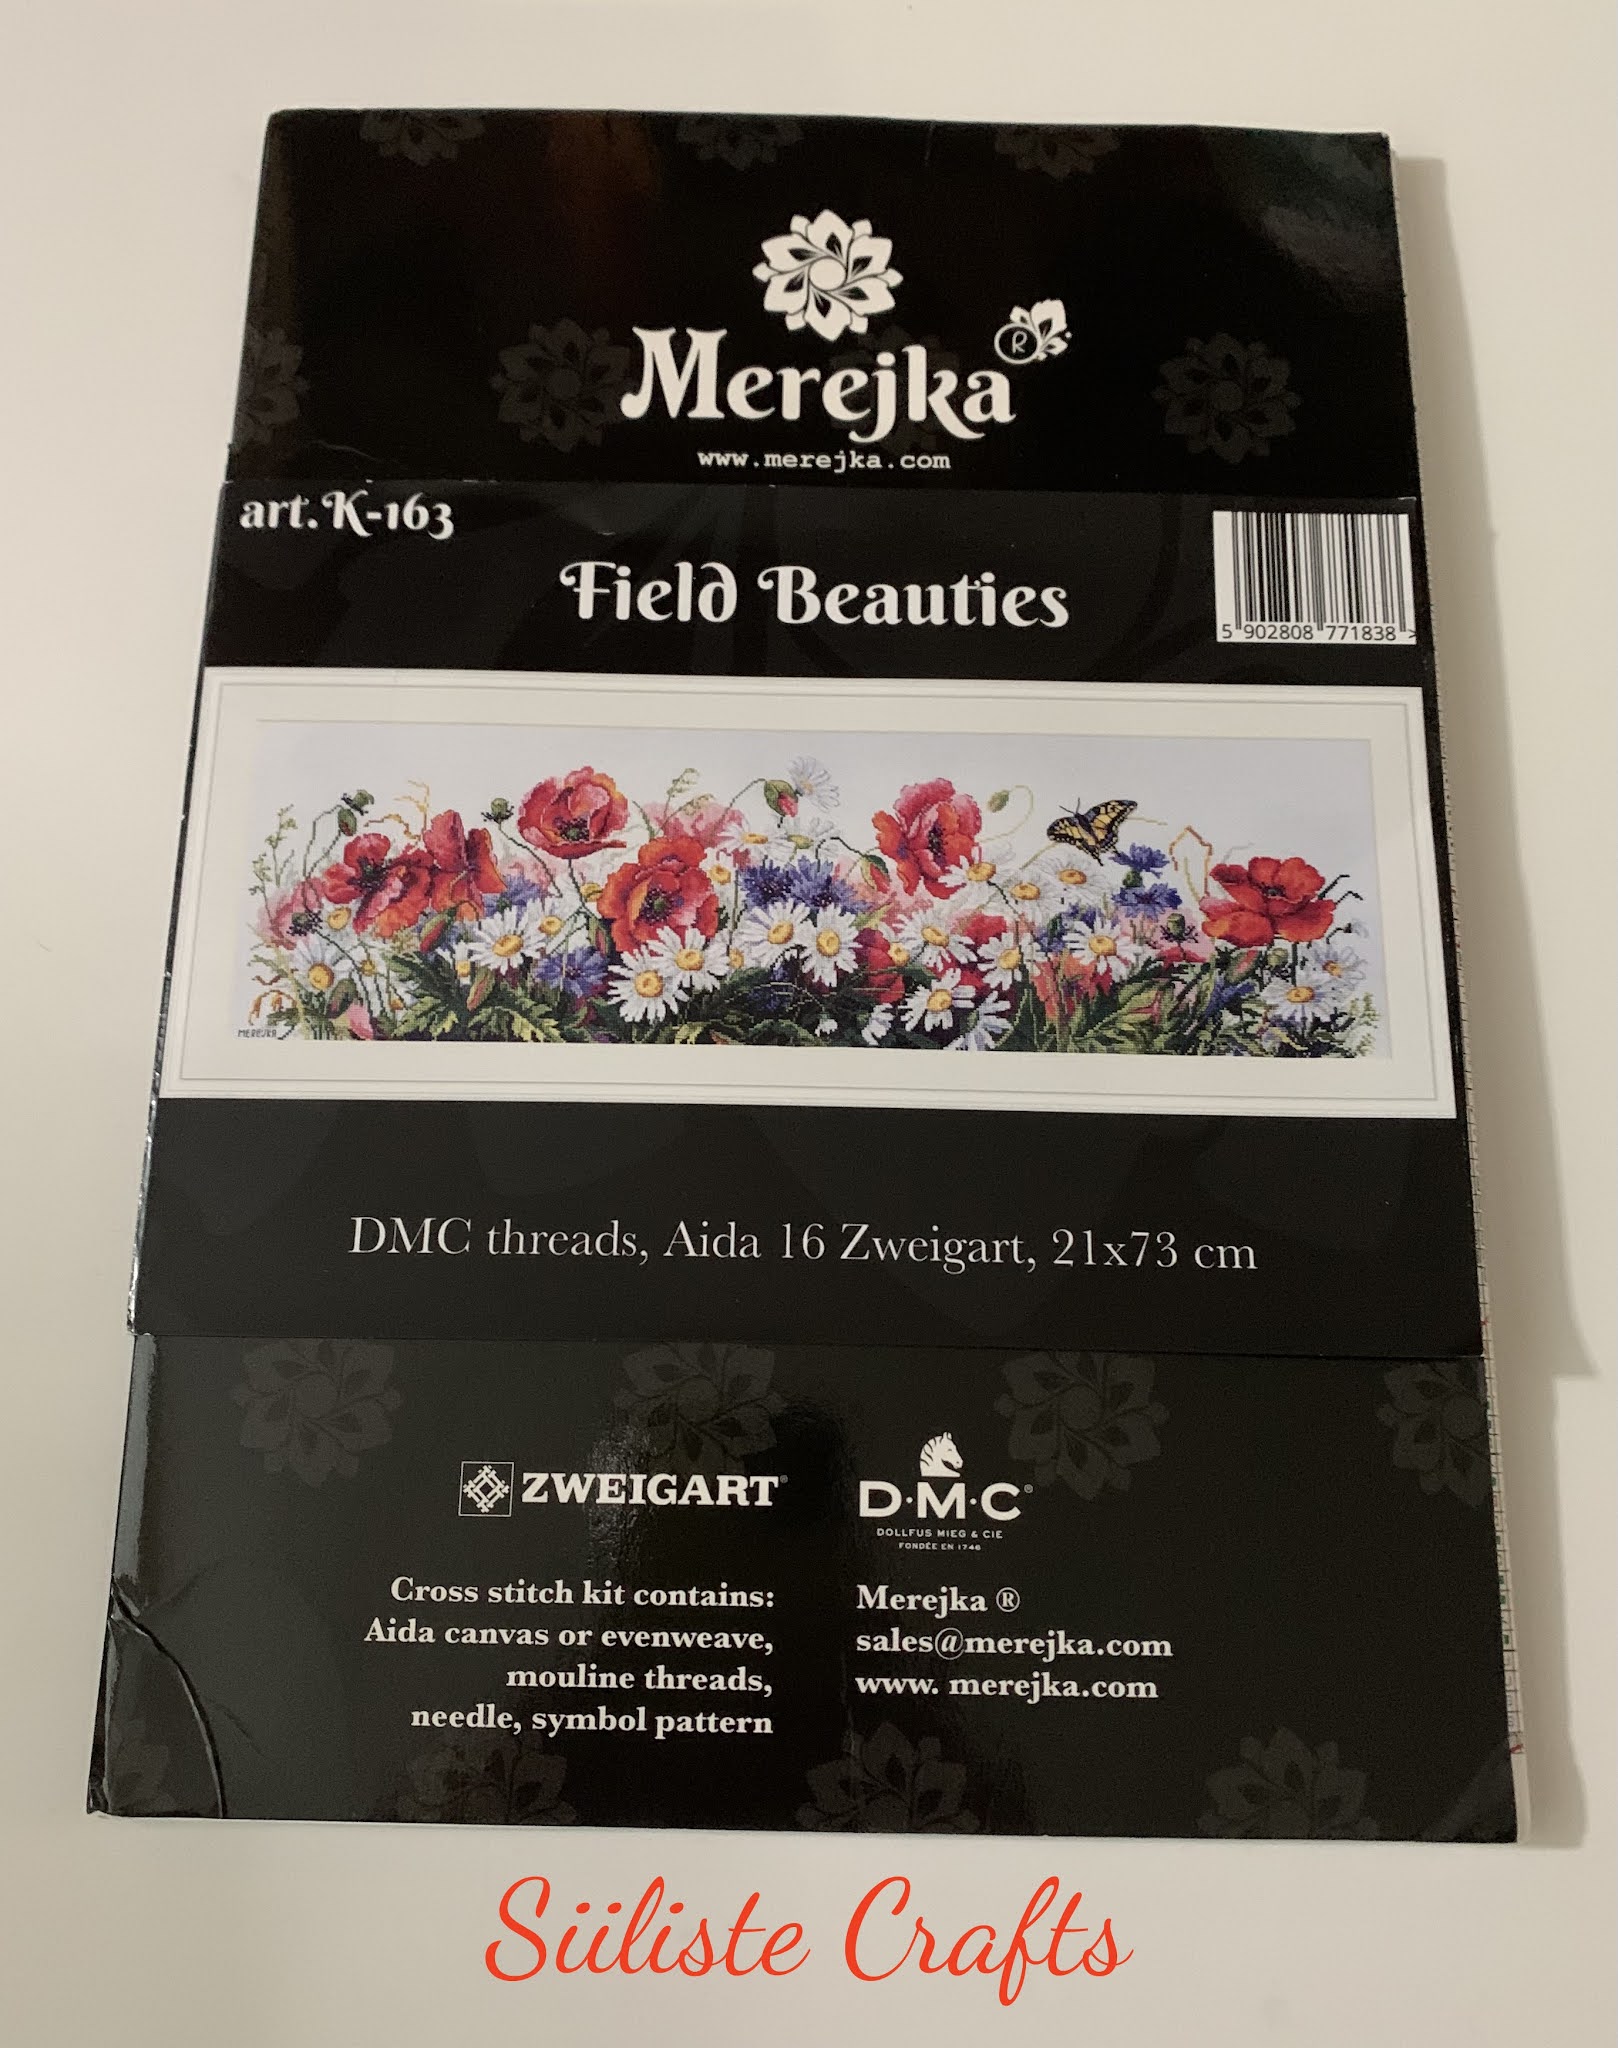 Merejka
R
www.merejka.com
art.K-163
Field Beauties
5 902808 771838 >
MEREJKA
DMC threads, Aida 16 Zweigart, 21x73 cm
ZWEIGART®
D·M·C®
DOLLFUS MIEG & CIE
FONDÉE EN 1746
Cross stitch kit contains:
Aida canvas or evenweave,
mouline threads,
needle, symbol pattern
Merejka ®
sales@merejka.com
www. merejka.com
Süliste Crafts